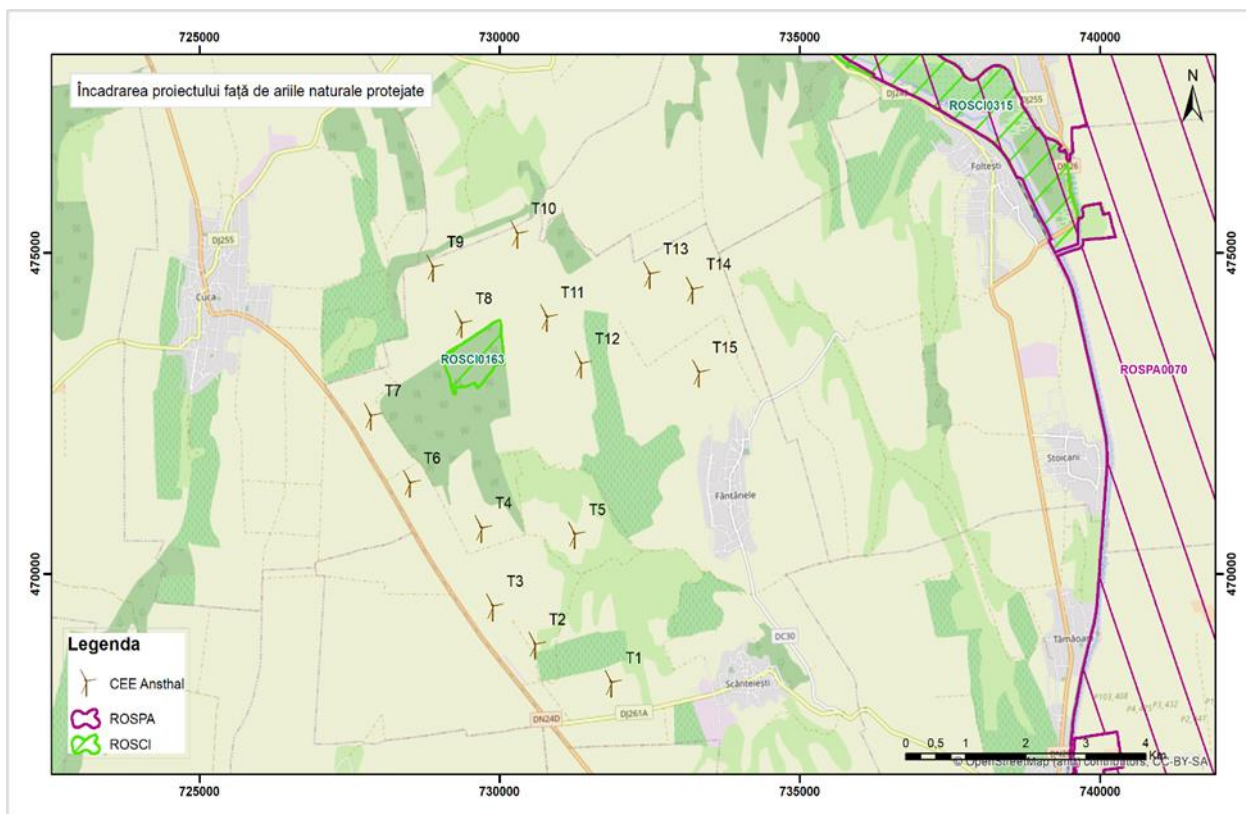 725000 730000 735000 740000
Încadrarea proiectului față de ariile naturale protejate
N
ROSCI0315
DJ255
Foltești
475000
475000
T10
T9
T13
T14
DJ255
Cuca
T8
T11
T12
ROSCI0163
T15
ROSPA0070
T7
Stoicani
T6
Fântânele
T4
T5
470000
470000
T3
T2
DC30
Tămăoani
Legenda
T1
Scânteiești
CEE Ansthal
DN24D
DJ261A
ROSPA
ROSCI
0 0,5 1 2 3 4
Km
© OpenStreetMap (and) contributors, CC-BY-SA
725000 730000 735000 740000